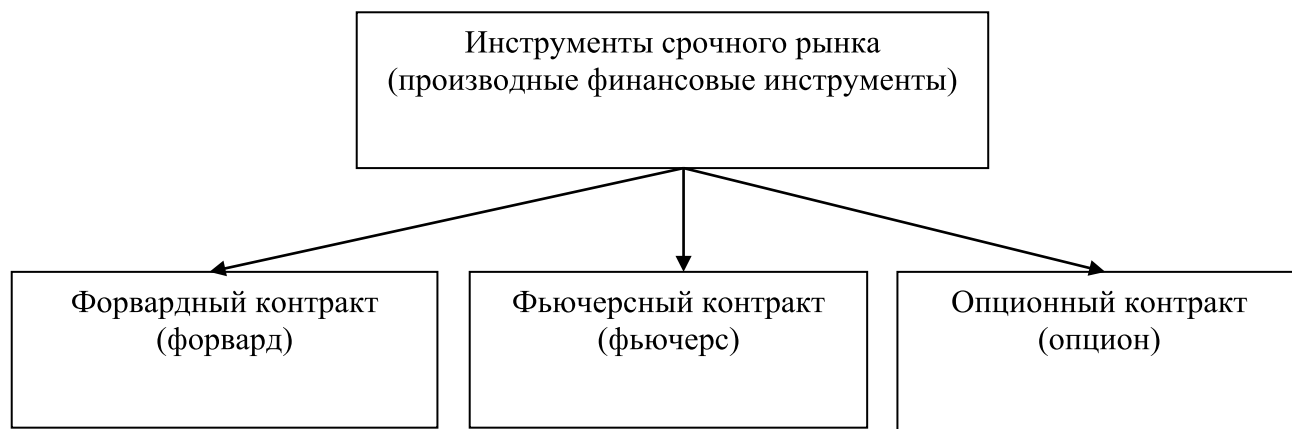 Инструменты срочного рынка
(производные финансовые инструменты)
Форвардный контракт
(форвард)
Фьючерсный контракт
(фьючерс)
Опционный контракт
(опцион)